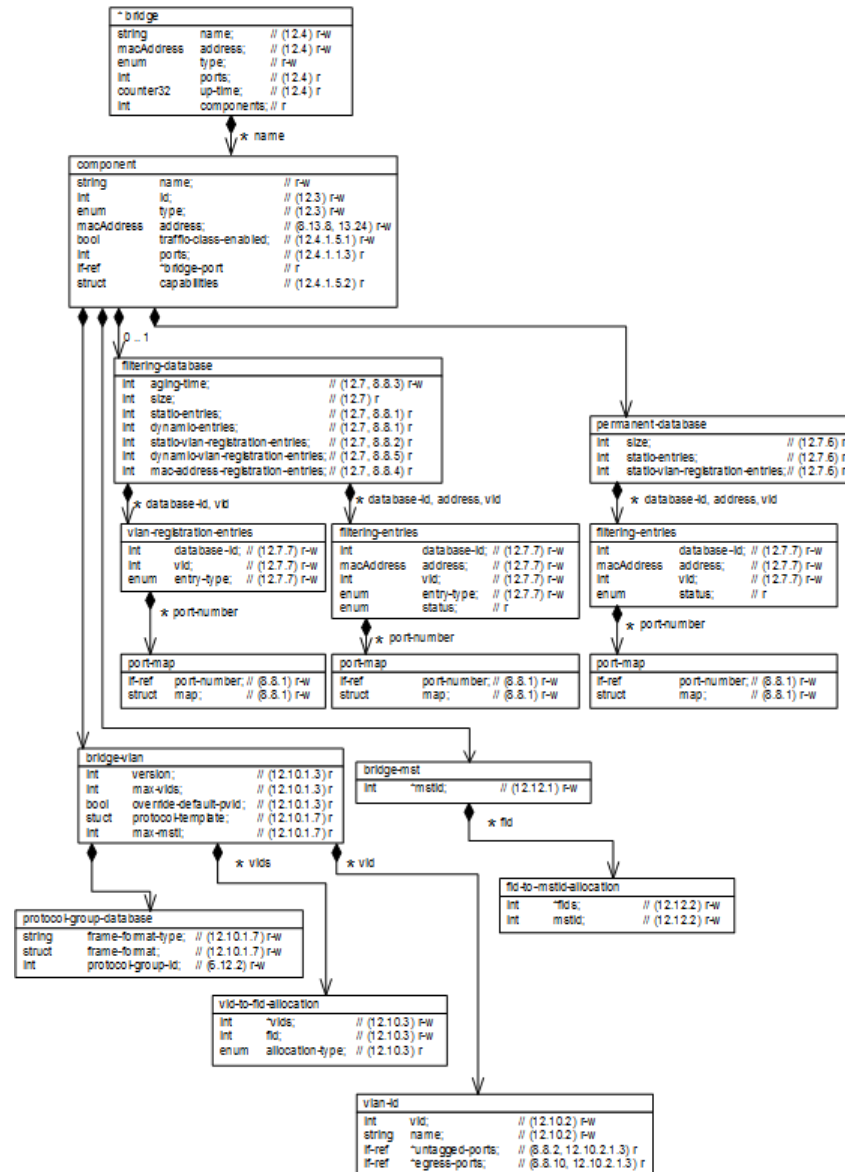 * bridge
string name; // (12.4) r-w
macAddress address; // (12.4) r-w
enum type; // r-w
int ports; // (12.4) r
counter32 up-time; // (12.4) r
int components; // r
* name
component
string name; // r-w
int id; // (12.3) r-w
enum type; // (12.3) r-w
macAddress address; // (8.13.8, 13.24) r-w
bool traffic-class-enabled; // (12.4.1.5.1) r-w
int ports; // (12.4.1.1.3) r
if-ref *bridge-port // r
struct capabilities // (12.4.1.5.2) r
0 .. 1
filtering-database
int aging-time; // (12.7, 8.8.3) r-w
int size; // (12.7) r
int static-entries; // (12.7, 8.8.1) r
int dynamic-entries; // (12.7, 8.8.1) r
int static-vlan-registration-entries; // (12.7, 8.8.2) r
int dynamic-vlan-registration-entries; // (12.7, 8.8.5) r
int mac-address-registration-entries; // (12.7, 8.8.4) r
permanent-database
int size; // (12.7.6) r
int static-entries; // (12.7.6) r
int static-vlan-registration-entries; // (12.7.6) r
* database-id, vid
* database-id, address, vid
* database-id, address, vid
vlan-registration-entries
int database-id; // (12.7.7) r-w
int vid; // (12.7.7) r-w
enum entry-type; // (12.7.7) r-w
filtering-entries
int database-id; // (12.7.7) r-w
macAddress address; // (12.7.7) r-w
int vid; // (12.7.7) r-w
enum entry-type; // (12.7.7) r-w
enum status; // r
filtering-entries
int database-id; // (12.7.7) r-w
macAddress address; // (12.7.7) r-w
int vid; // (12.7.7) r-w
enum status; // r
* port-number
* port-number
* port-number
port-map
if-ref port-number; // (8.8.1) r-w
struct map; // (8.8.1) r-w
port-map
if-ref port-number; // (8.8.1) r-w
struct map; // (8.8.1) r-w
port-map
if-ref port-number; // (8.8.1) r-w
struct map; // (8.8.1) r-w
bridge-vlan
int version; // (12.10.1.3) r
int max-vids; // (12.10.1.3) r
bool override-default-pvid; // (12.10.1.3) r
stuct protocol-template; // (12.10.1.7) r
int max-msti; // (12.10.1.7) r
bridge-mst
int *mstid; // (12.12.1) r-w
* fid
* vids
* vid
fid-to-mstid-allocation
int *fids; // (12.12.2) r-w
int mstid; // (12.12.2) r-w
protocol-group-database
string frame-format-type; // (12.10.1.7) r-w
struct frame-format; // (12.10.1.7) r-w
int protocol-group-id; // (6.12.2) r-w
vid-to-fid-allocation
int *vids; // (12.10.3) r-w
int fid; // (12.10.3) r-w
enum allocation-type; // (12.10.3) r
vlan-id
int vid; // (12.10.2) r-w
string name; // (12.10.2) r-w
if-ref *untagged-ports; // (8.8.2, 12.10.2.1.3) r
if-ref *egress-ports; // (8.8.10, 12.10.2.1.3) r